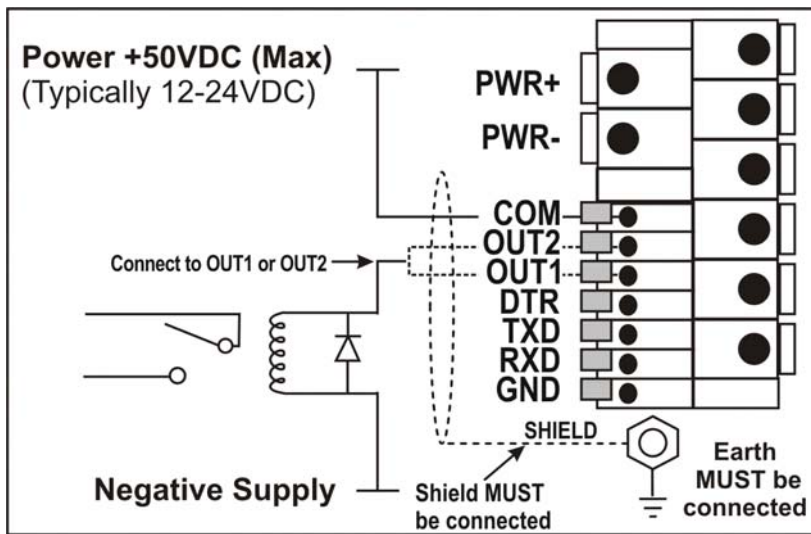 Power +50VDC (Max)
(Typically 12-24VDC)
PWR+
PWR-
COM
OUT2
Connect to OUT1 or OUT2
OUT1
DTR
TXD
RXD
GND
SHIELD
Earth
MUST be
connected
Negative Supply
Shield MUST
be connected